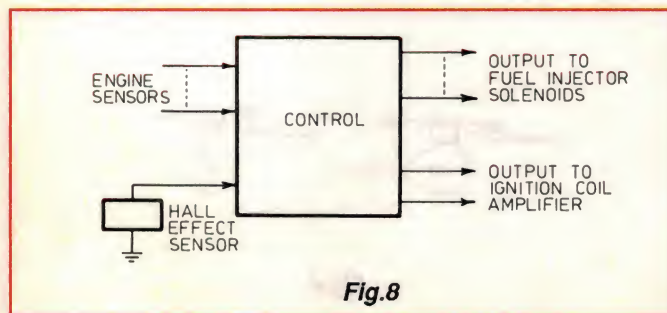 ENGINE
SENSORS
HALL
EFFECT
SENSOR
CONTROL
OUTPUT TO
FUEL INJECTOR
SOLENOIDS
OUTPUT TO
IGNITION COIL
AMPLIFIER
Fig.8